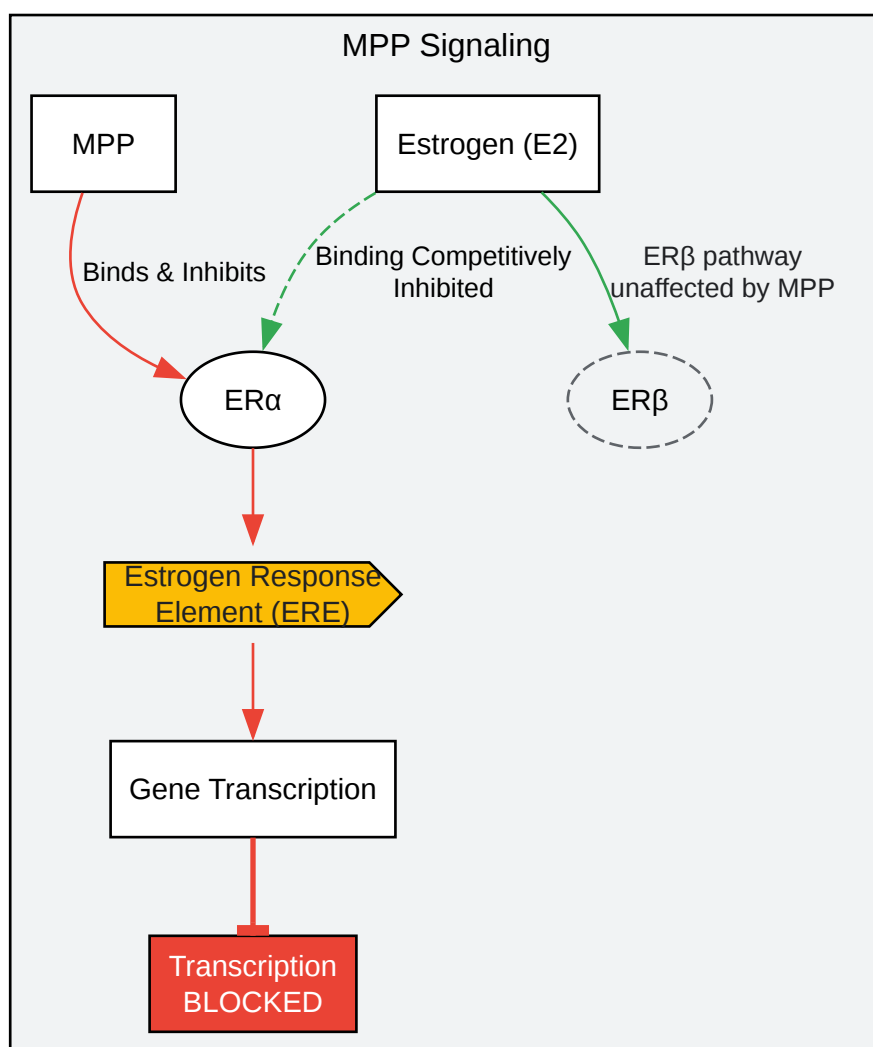 MPP Signaling
MPP
Estrogen (E2)
Binds & Inhibits
Binding Competitively
Inhibited
ERβ pathway
unaffected by MPP
ERα
ERβ
Estrogen Response
Element (ERE)
Gene Transcription
Transcription
BLOCKED